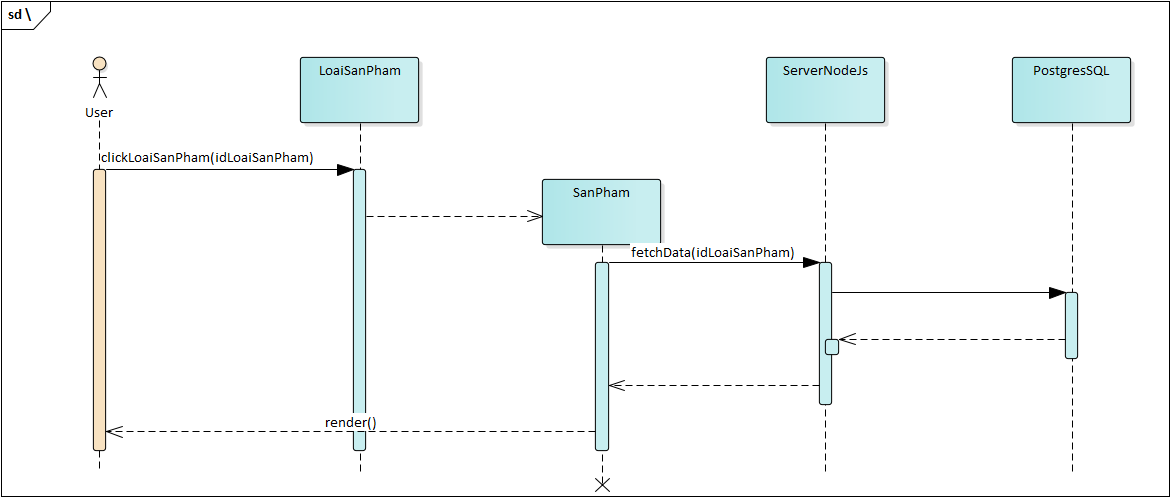 sd \
User
LoaiSanPham
ServerNodeJs
PostgresSQL
clickLoaiSanPham(idLoaiSanPham)
SanPham
fetchData(idLoaiSanPham)
render()